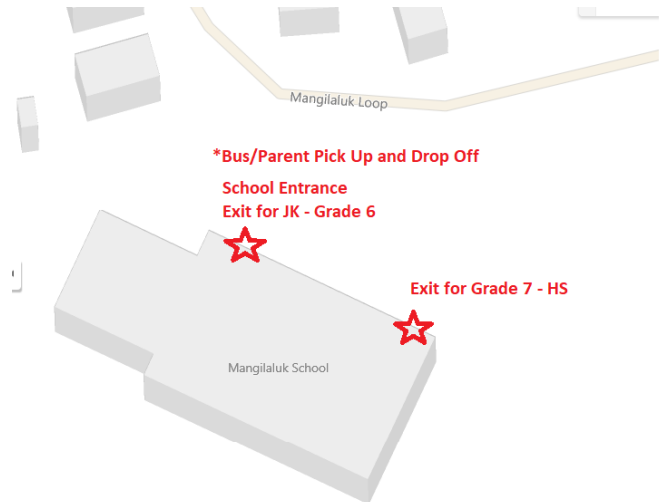 Mangilaluk Loop
*Bus/Parent Pick Up and Drop Off
School Entrance
Exit for JK - Grade 6
Exit for Grade 7 - HS
Mangilaluk School